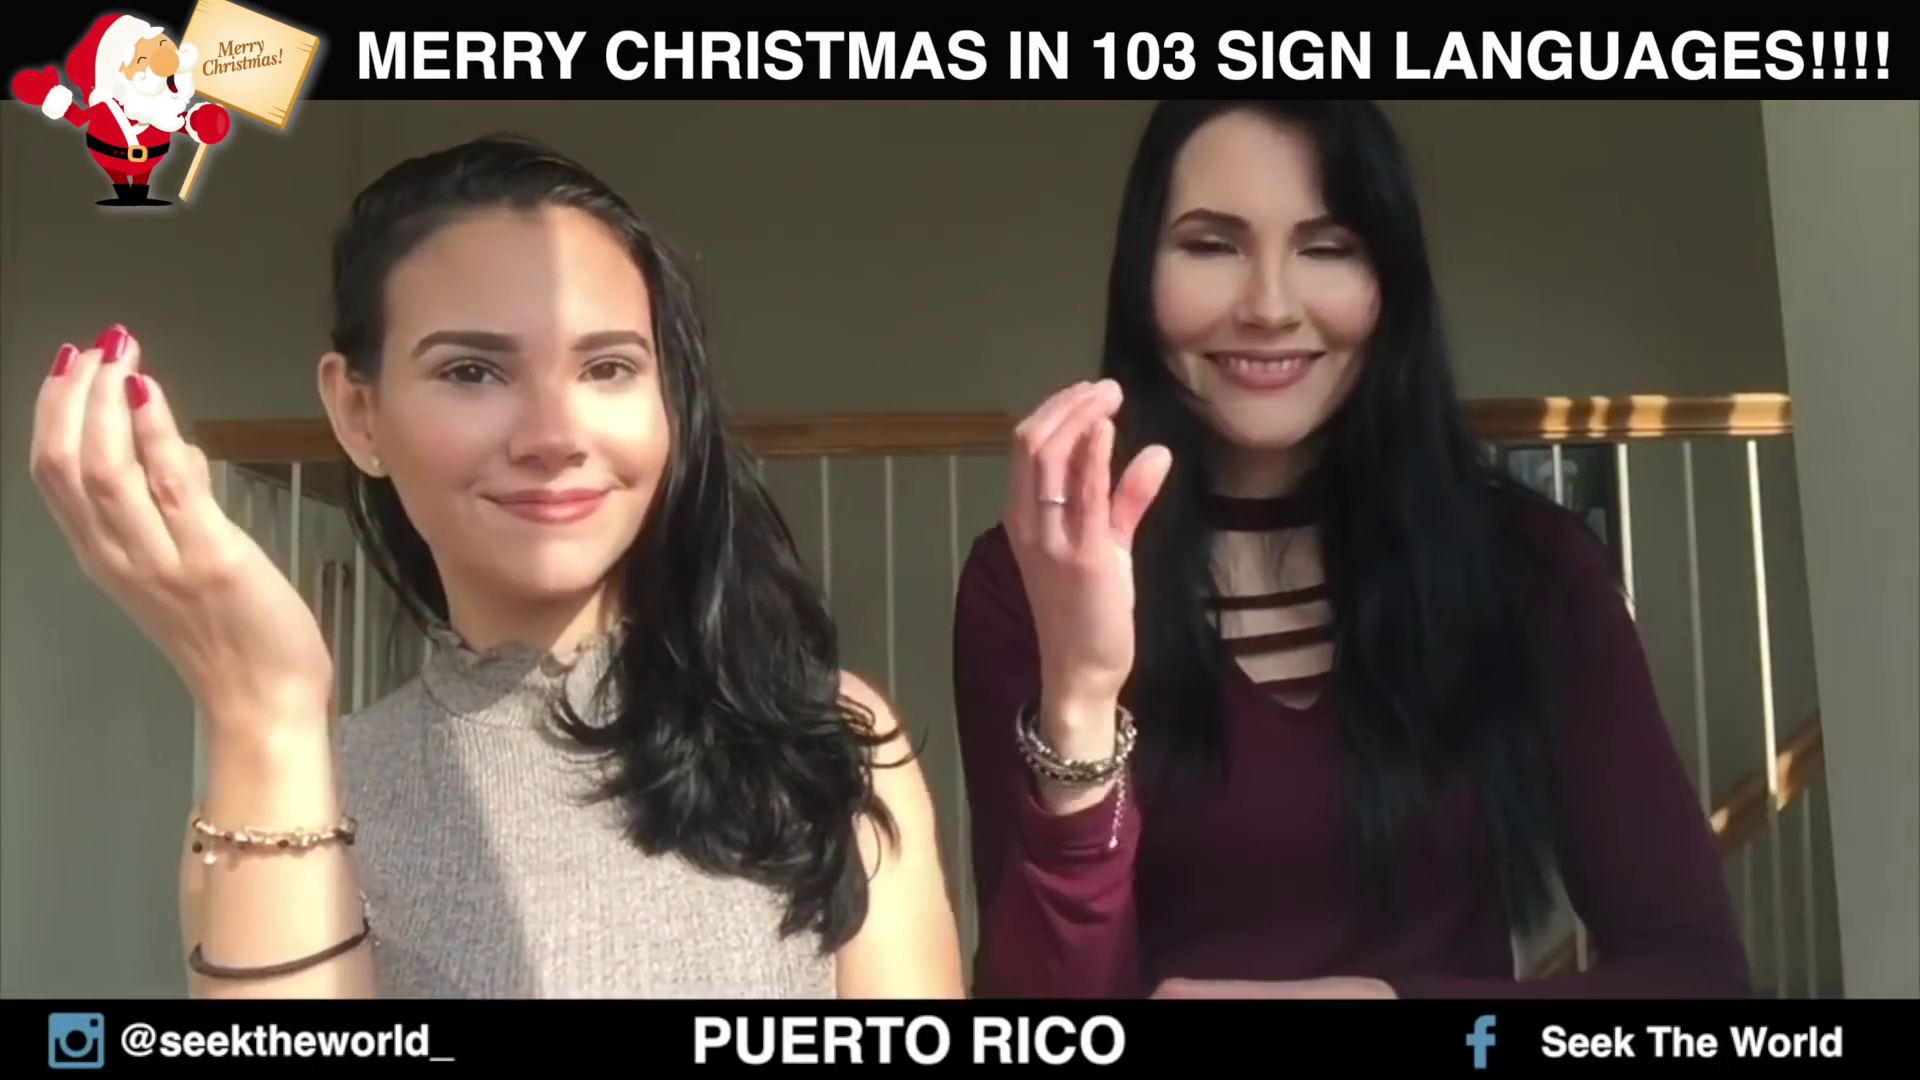 Merry
Christmas!
MERRY CHRISTMAS IN 103 SIGN LANGUAGES!!!!
@seektheworld_
PUERTO RICO
Seek The World